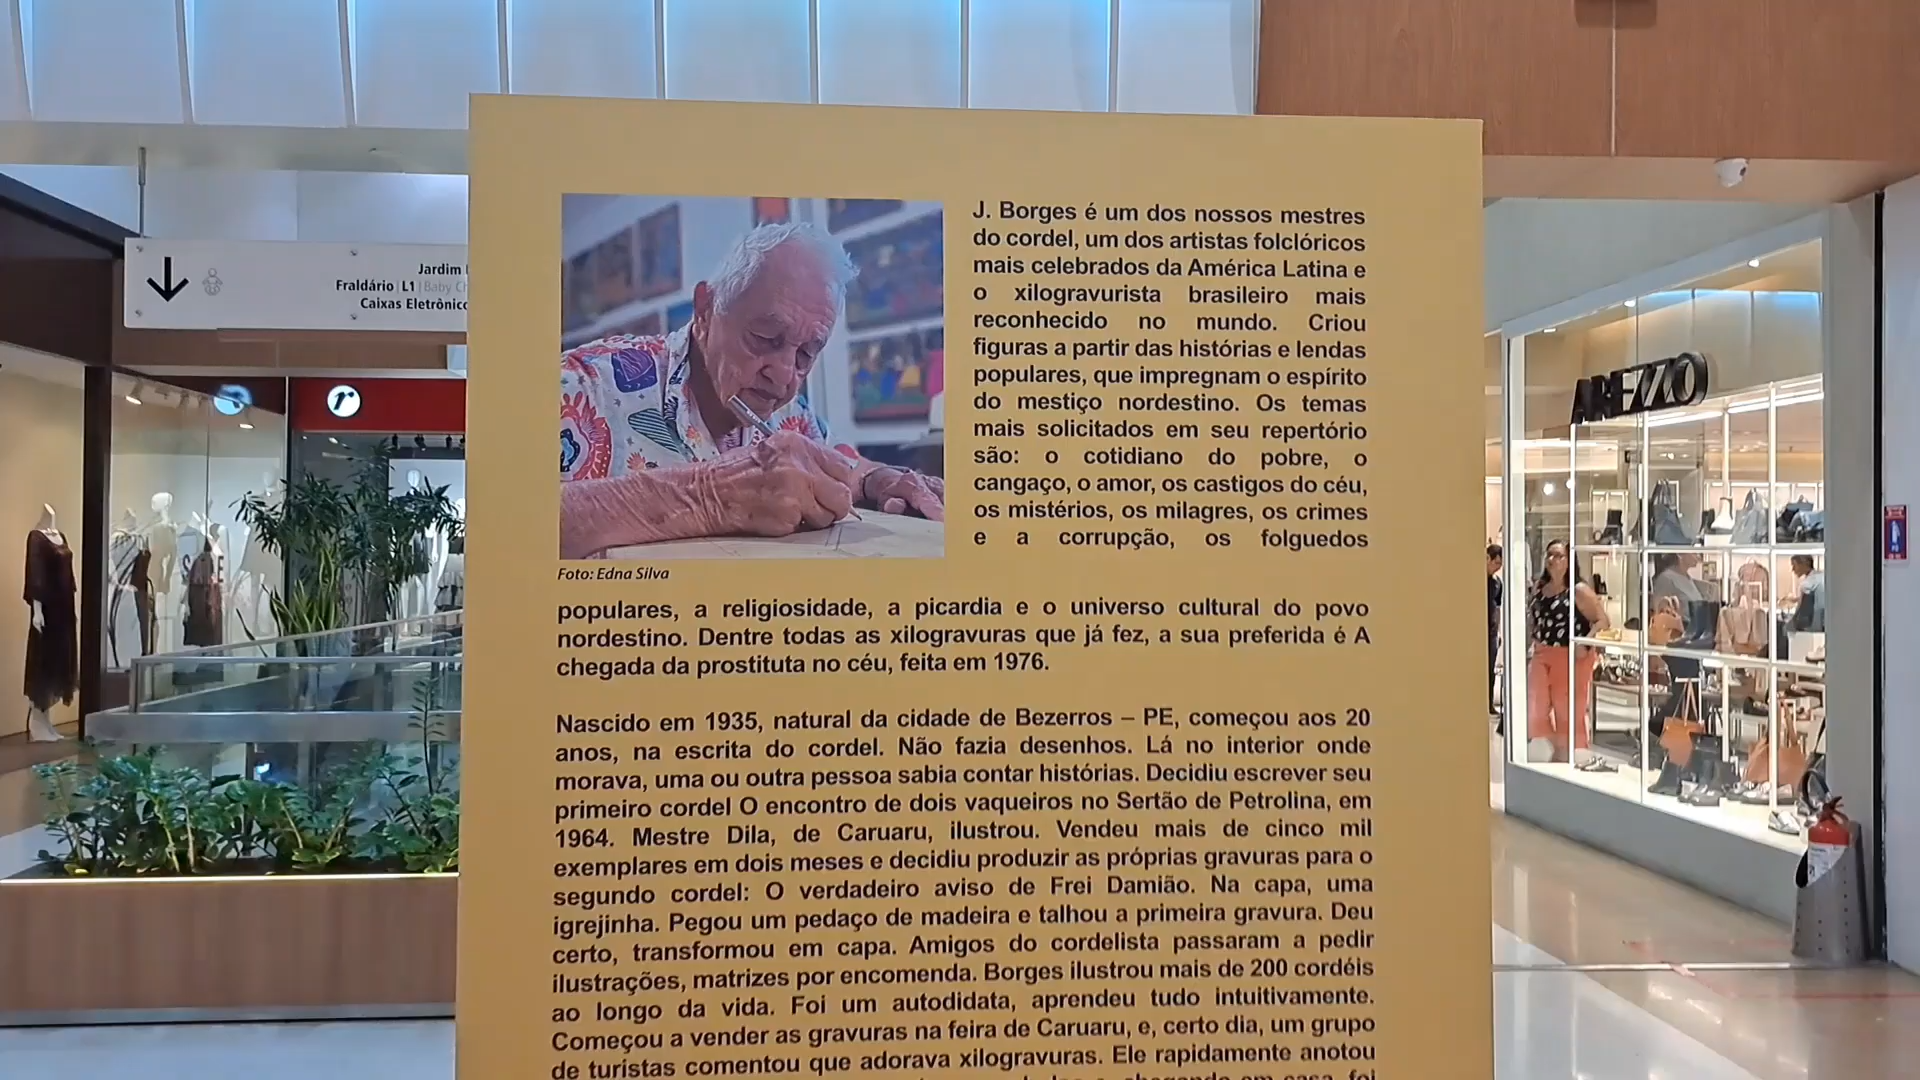 J. Borges é um dos nossos mestres
do cordel, um dos artistas folclóricos
mais celebrados da América Latina e
o xilogravurista brasileiro mais
reconhecido no mundo. Criou
figuras a partir das histórias e lendas
populares, que impregnam o espírito
do mestiço nordestino. Os temas
mais solicitados em seu repertório
são: o cotidiano do pobre, o
cangaço, o amor, os castigos do céu,
os mistérios, os milagres, os crimes
e a corrupção, os folguedos
Foto: Edna Silva
populares, a religiosidade, a picardia e o universo cultural do povo
nordestino. Dentre todas as xilogravuras que já fez, a sua preferida é A
chegada da prostituta no céu, feita em 1976.
Nascido em 1935, natural da cidade de Bezerros – PE, começou aos 20
anos, na escrita do cordel. Não fazia desenhos. Lá no interior onde
morava, uma ou outra pessoa sabia contar histórias. Decidiu escrever seu
primeiro cordel O encontro de dois vaqueiros no Sertão de Petrolina, em
1964. Mestre Dila, de Caruaru, ilustrou. Vendeu mais de cinco mil
exemplares em dois meses e decidiu produzir as próprias gravuras para o
segundo cordel: O verdadeiro aviso de Frei Damião. Na capa, uma
igrejinha. Pegou um pedaço de madeira e talhou a primeira gravura. Deu
certo, transformou em capa. Amigos do cordelista passaram a pedir
ilustrações, matrizes por encomenda. Borges ilustrou mais de 200 cordéis
ao longo da vida. Foi um autodidata, aprendeu tudo intuitivamente.
Começou a vender as gravuras na feira de Caruaru, e, certo dia, um grupo
de turistas comentou que adorava xilogravuras. Ele rapidamente anotou
Jardim
Fraldário | L1 | Baby
Caixas
r
SALE
AREZZO